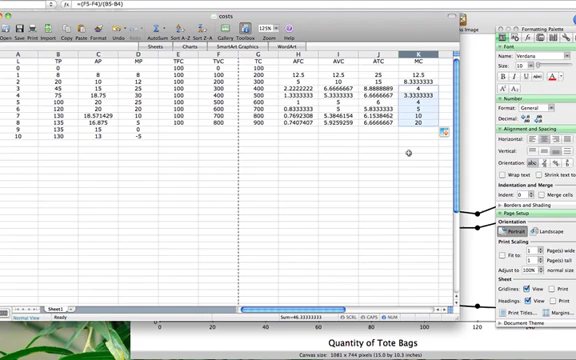 =(F5-F4)/(B5-B4)
costs
125%
Open Save Print Import Copy Paste Format Undo Redo AutoSum Sort A-Z Sort Z-A Gallery Toolbox Zoom Help
Sheets Charts SmartArt Graphics WordArt
A B C D E F G H I J K
L TP AP MP TFC TVC TC AFC AVC ATC MC
0 0 100 0 100
1 8 8 8 100 100 200 12.5 12.5 25 12.5
2 20 10 12 100 200 300 5 10 15 8.3333333
3 45 15 25 100 300 400 2.2222222 6.6666667 8.8888889 4
4 75 18.75 30 100 400 500 1.3333333 5.3333333 6.6666667 3.3333333
5 100 20 25 100 500 600 1 5 6 4
6 120 20 20 100 600 700 0.8333333 5 5.8333333 5
7 130 18.571429 10 100 700 800 0.7692308 5.3846154 6.1538462 10
8 135 16.875 5 100 800 900 0.7407407 5.9259259 6.6666667 20
9 135 15 0
10 130 13 -5
Sheet1
Normal View Ready Sum=46.33333333 SCRL CAPS NUM
Formatting Palette
Font
Name: Verdana
Size: 10
Number
Format: General
Decimal:
Alignment and Spacing
Horizontal:
Vertical:
Orientation:
Wrap text Shrink text
Indentation and Merge
Indent: 0 Merge cells
Borders and Shading
Page Setup
Orientation
Portrait Landscape
Print Scaling
Fit to: 1 Page(s) wide
1 Page(s) tall
Adjust to 100% normal size
Sheet
Gridlines: View Print
Headings: View Print
Print Titles...
Document Theme
0 20 40 60 80 100 120
Quantity of Tote Bags
Canvas size: 1081 x 744 pixels (15.0 by 10.3 inches)